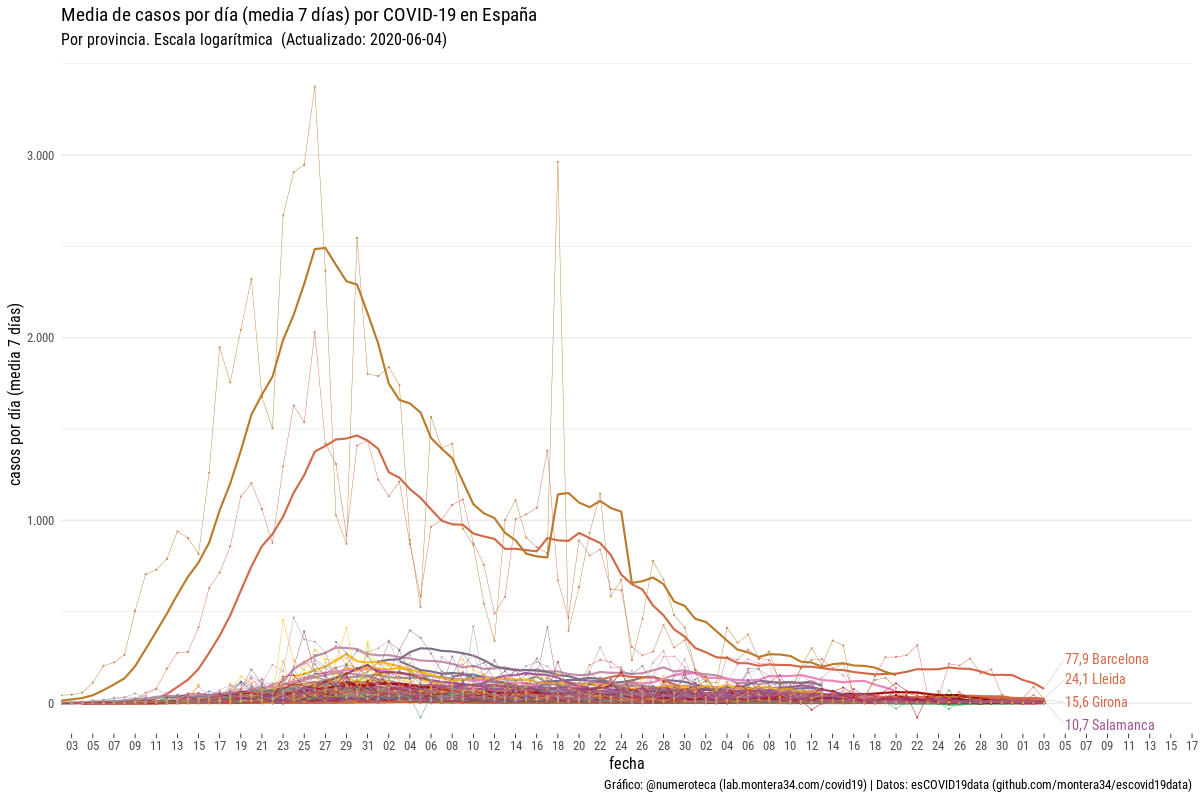 Media de casos por día (media 7 días) por COVID-19 en España
Por provincia. Escala logarítmica (Actualizado: 2020-06-04)
casos por día (media 7 días)
3.000
2.000
1.000
0
77,9 Barcelona
24,1 Lleida
15,6 Girona
10,7 Salamanca
03 05 07 09 11 13 15 17 19 21 23 25 27 29 31 02 04 06 08 10 12 14 16 18 20 22 24 26 28 30 02 04 06 08 10 12 14 16 18 20 22 24 26 28 30 01 03 05 07 09 11 13 15 17
fecha
Gráfico: @numeroteca (lab.montera34.com/covid19) | Datos: esCOVID19data (github.com/montera34/escovid19data)